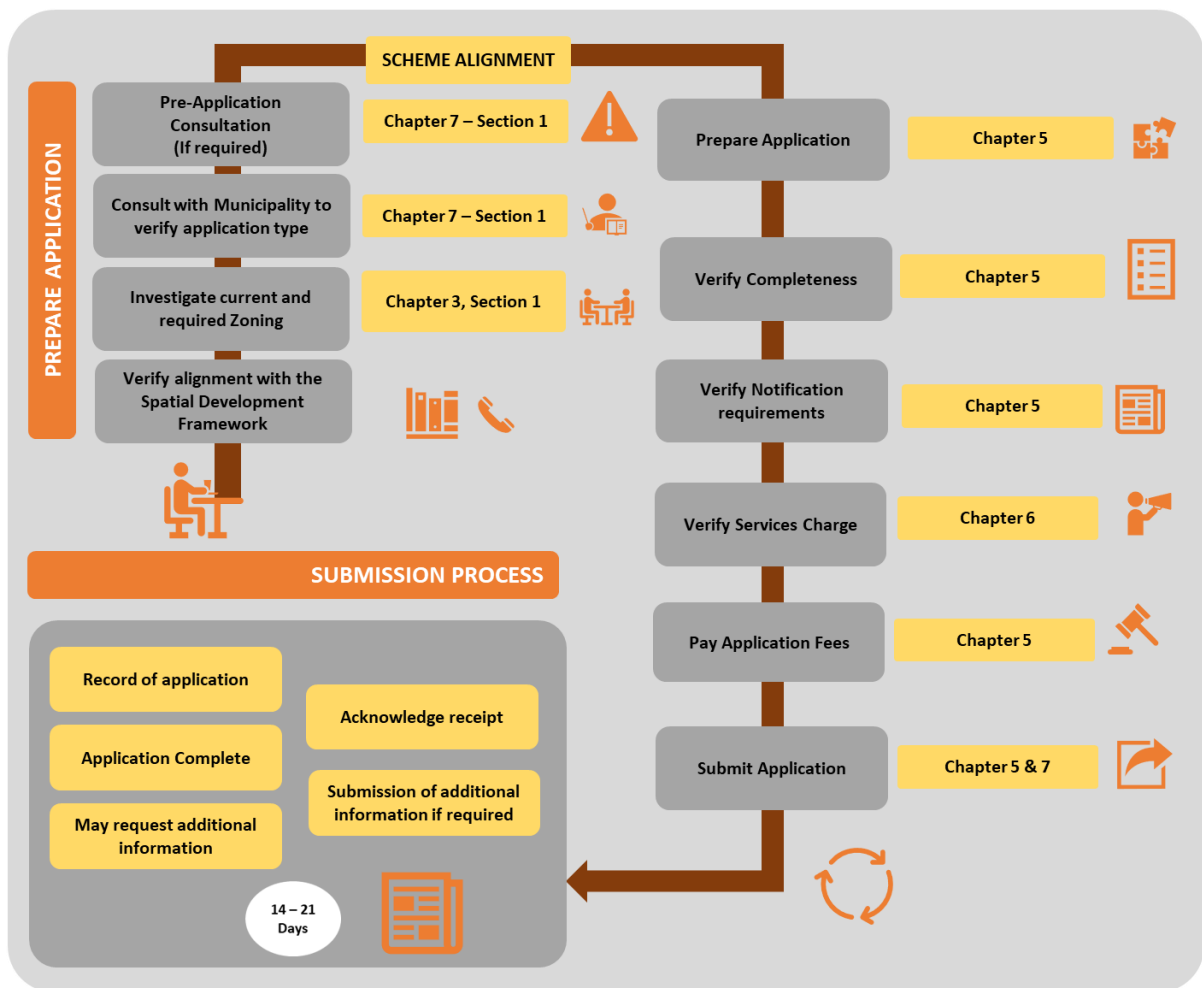 SCHEME ALIGNMENT
PREPARE APPLICATION
Pre-Application
Consultation
(If required)
Chapter 7 – Section 1
Consult with Municipality to
verify application type
Chapter 7 – Section 1
Investigate current and
required Zoning
Chapter 3, Section 1
Verify alignment with the
Spatial Development
Framework
Prepare Application
Chapter 5
Verify Completeness
Chapter 5
Verify Notification
requirements
Chapter 5
Verify Services Charge
Chapter 6
Pay Application Fees
Chapter 5
Submit Application
Chapter 5 & 7
SUBMISSION PROCESS
Record of application
Acknowledge receipt
Application Complete
Submission of additional
information if required
May request additional
information
14 – 21
Days